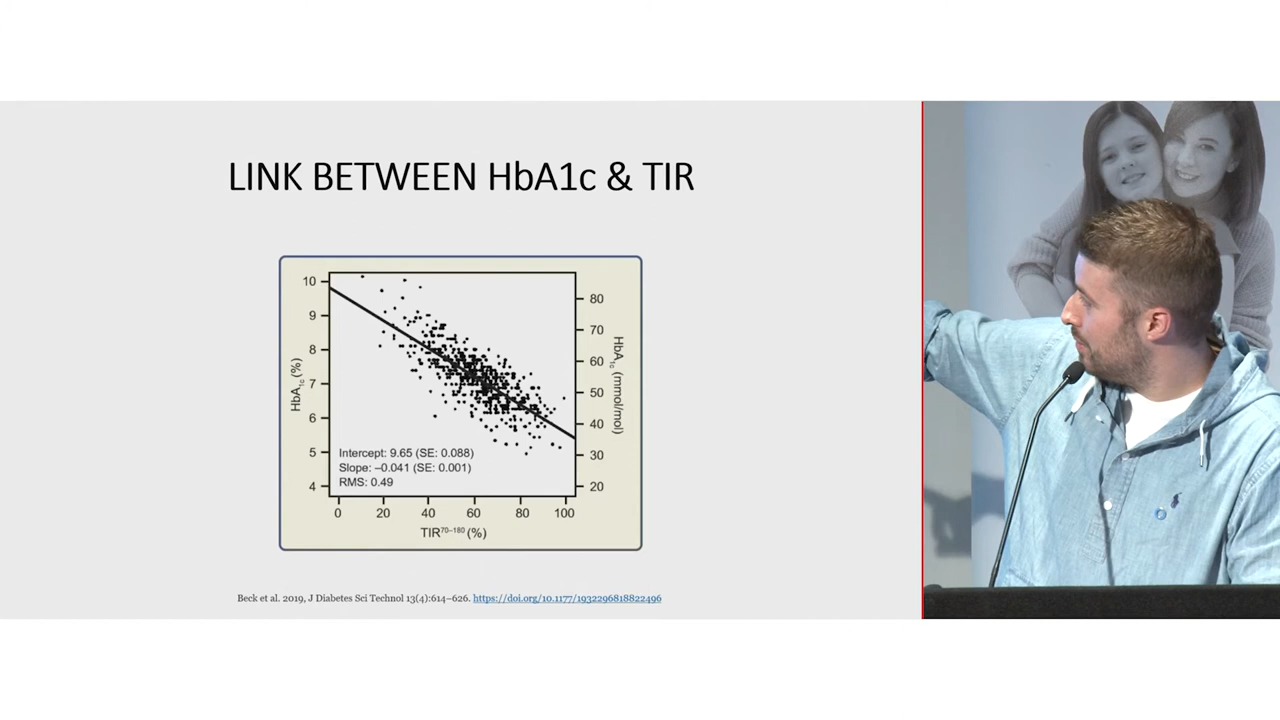 LINK BETWEEN HbA1c & TIR
10
9
8
7
6
5
4
HbA1c (%)
80
70
60
50
40
30
20
HbA1c (mmol/mol)
Intercept: 9.65 (SE: 0.088)
Slope: –0.041 (SE: 0.001)
RMS: 0.49
0 20 40 60 80 100
TIR70–180 (%)
Beck et al. 2019, J Diabetes Sci Technol 13(4):614–626. https://doi.org/10.1177/1932296818822496